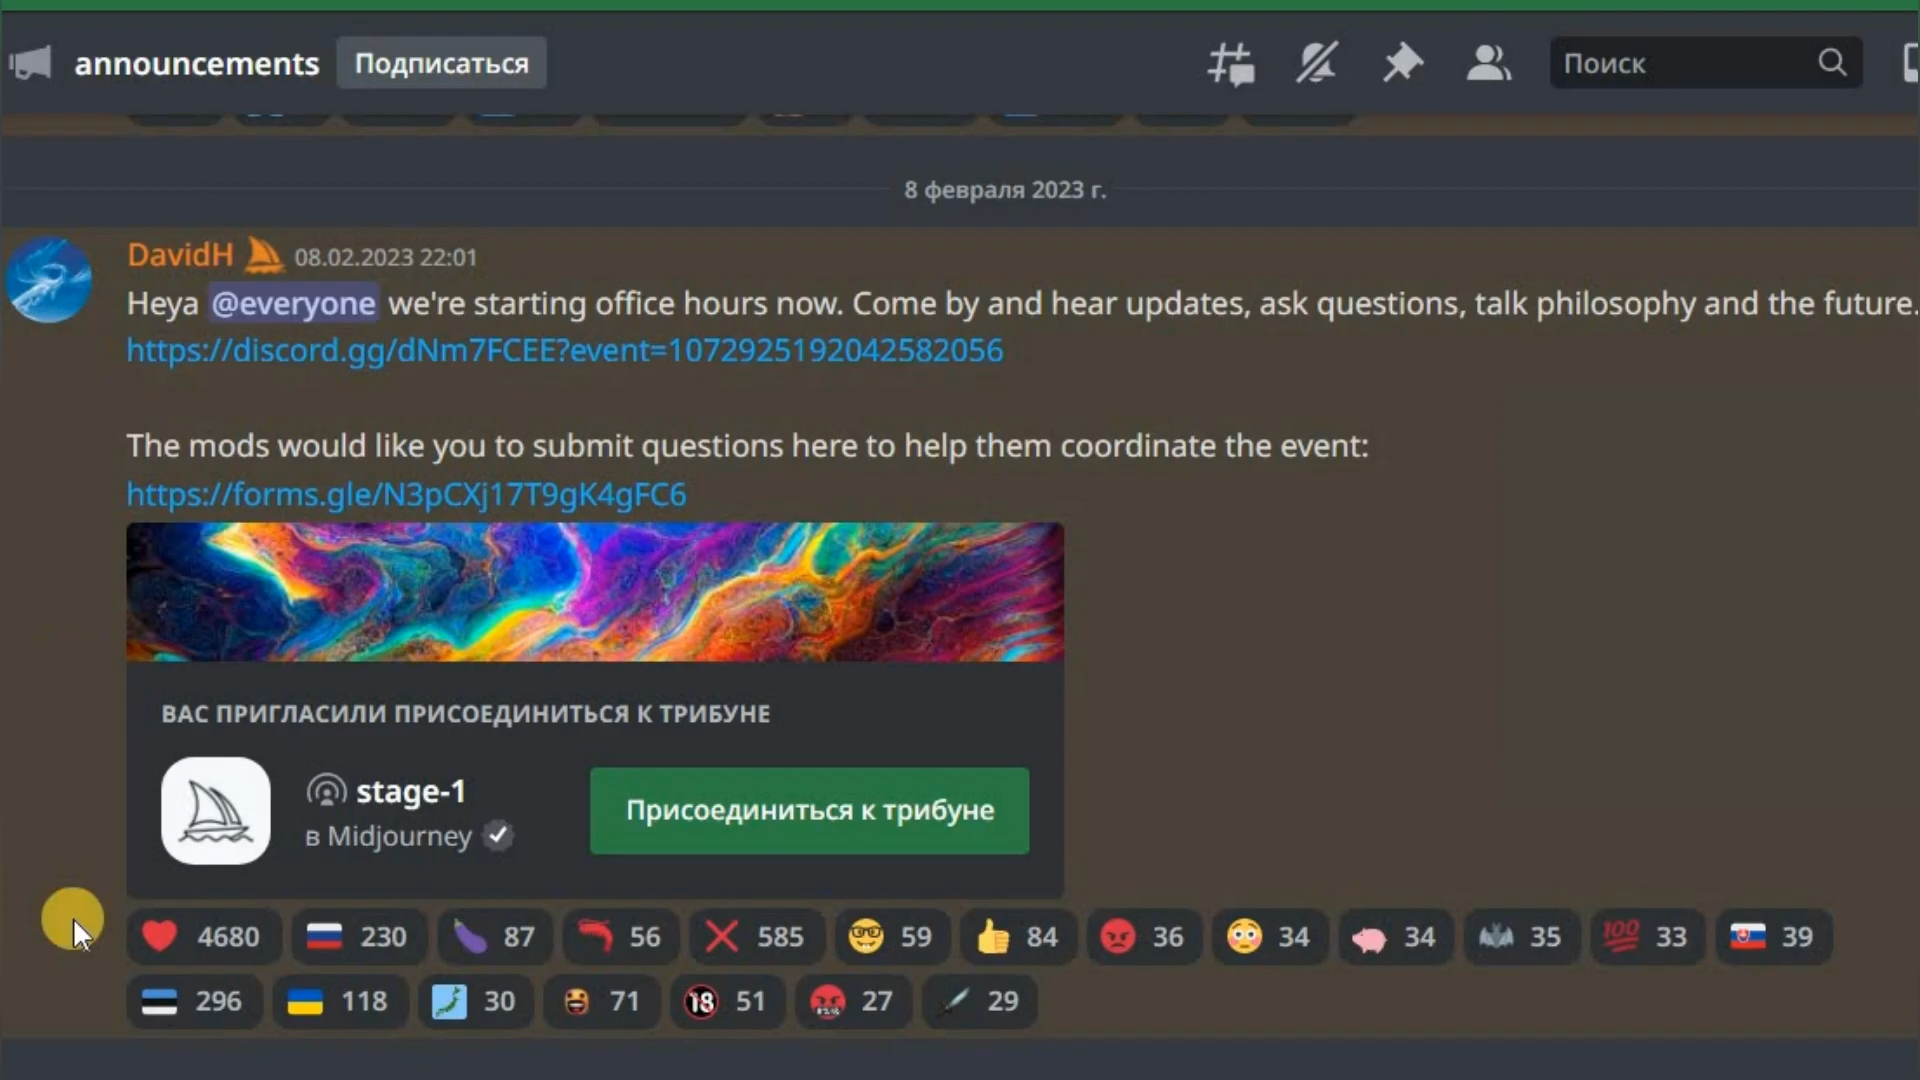 announcements Подписаться Поиск
8 февраля 2023 г.
DavidH 08.02.2023 22:01
Heya @everyone we're starting office hours now. Come by and hear updates, ask questions, talk philosophy and the future.
https://discord.gg/dNm7FCEE?event=1072925192042582056
The mods would like you to submit questions here to help them coordinate the event:
https://forms.gle/N3pCXj17T9gK4gFC6
ВАС ПРИГЛАСИЛИ ПРИСОЕДИНИТЬСЯ К ТРИБУНЕ
stage-1
в Midjourney
Присоединиться к трибуне
4680 230 87 56 585 59 84 36 34 34 35 100 33 39
296 118 30 71 18 51 27 29